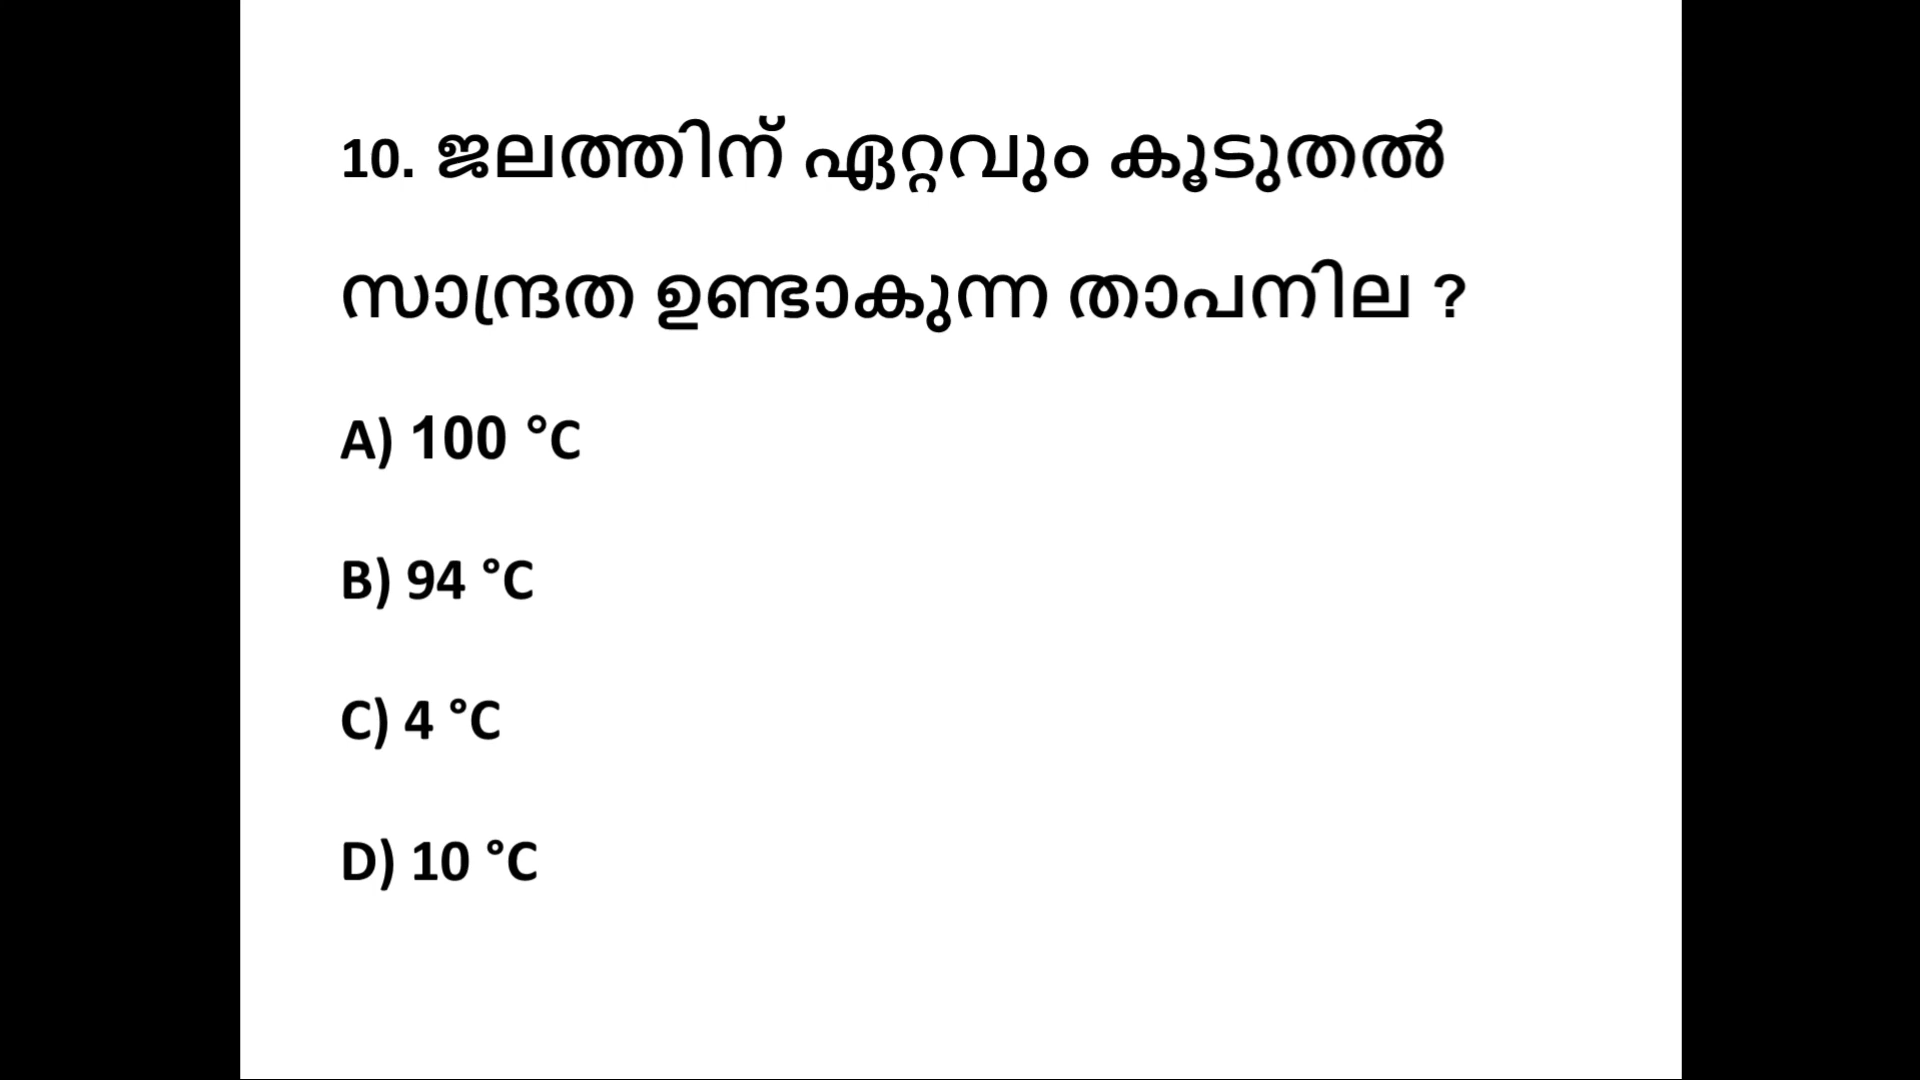 10. ജലത്തിന് ഏറ്റവും കൂടുതൽ
സാന്ദ്രത ഉണ്ടാകുന്ന താപനില ?
A) 100 °C
B) 94 °C
C) 4 °C
D) 10 °C